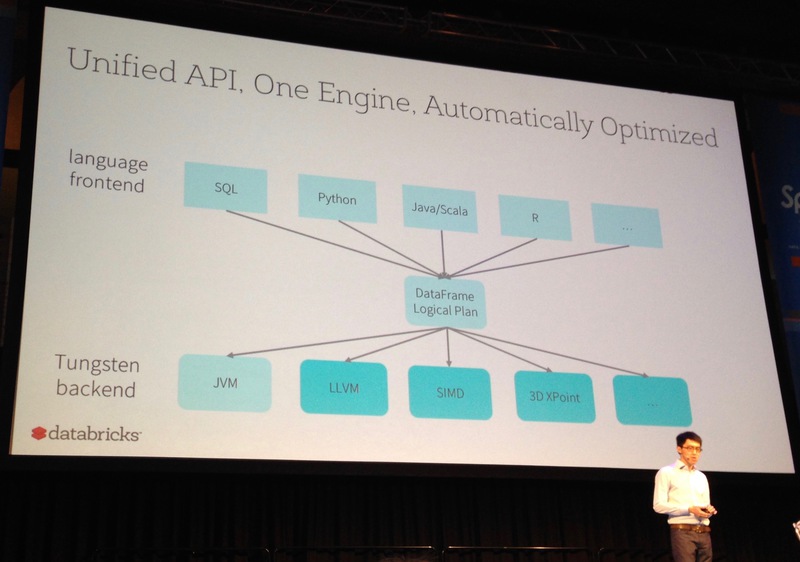 Unified API, One Engine, Automatically Optimized
language
frontend
SQL
Python
Java/Scala
R
...
DataFrame
Logical Plan
Tungsten
backend
JVM
LLVM
SIMD
3D XPoint
...
databricks
Sp